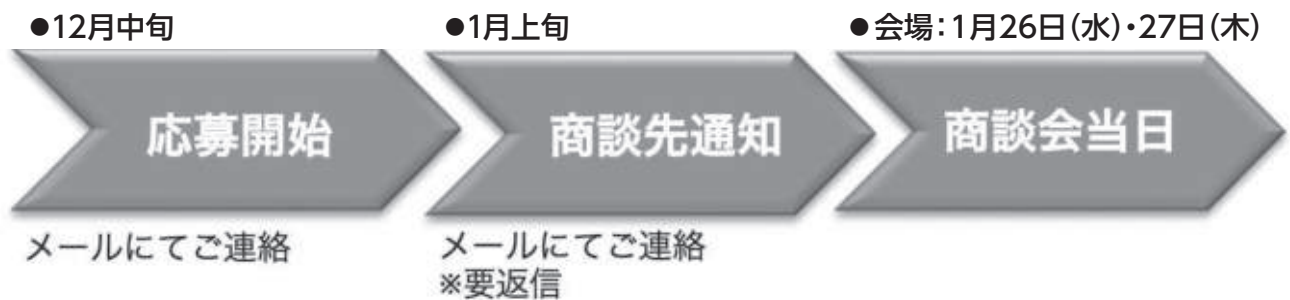 ●12月中旬
応募開始
メールにてご連絡
●1月上旬
商談先通知
メールにてご連絡
※要返信
●会場:1月26日(水)・27日(木)
商談会当日